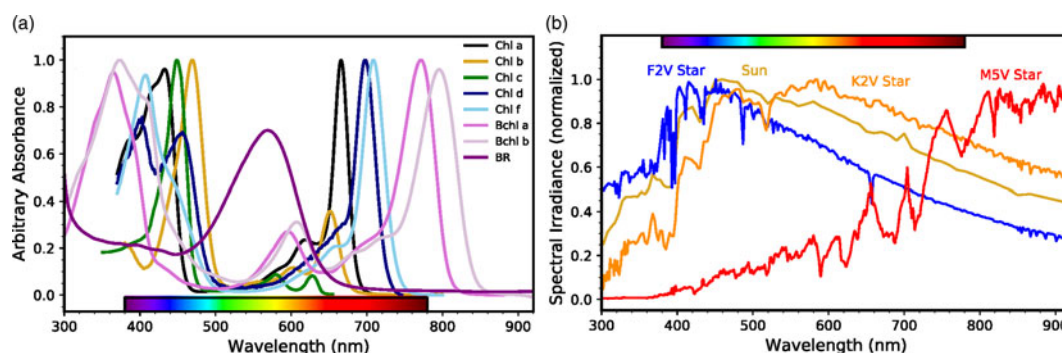 (a)
Arbitrary Absorbance
1.0
0.8
0.6
0.4
0.2
0.0
Chl a
Chl b
Chl c
Chl d
Chl f
Bchl a
Bchl b
BR
300 400 500 600 700 800 900
Wavelength (nm)
(b)
Spectral Irradiance (normalized)
1.0
0.8
0.6
0.4
0.2
0.0
F2V Star
Sun
K2V Star
M5V Star
300 400 500 600 700 800 900
Wavelength (nm)